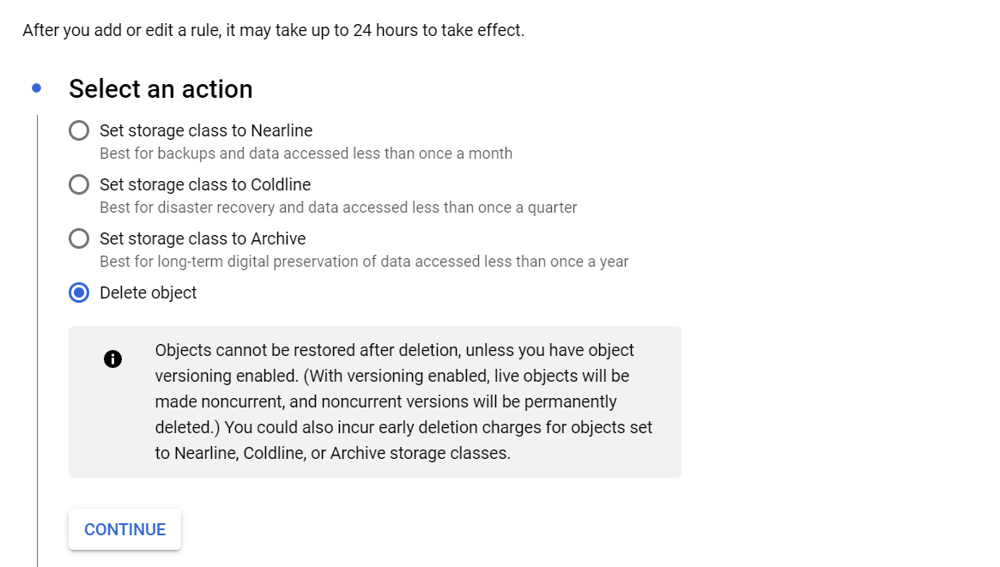 After you add or edit a rule, it may take up to 24 hours to take effect.
Select an action
Set storage class to Nearline
Best for backups and data accessed less than once a month
Set storage class to Coldline
Best for disaster recovery and data accessed less than once a quarter
Set storage class to Archive
Best for long-term digital preservation of data accessed less than once a year
Delete object
Objects cannot be restored after deletion, unless you have object
versioning enabled. (With versioning enabled, live objects will be
made noncurrent, and noncurrent versions will be permanently
deleted.) You could also incur early deletion charges for objects set
to Nearline, Coldline, or Archive storage classes.
CONTINUE